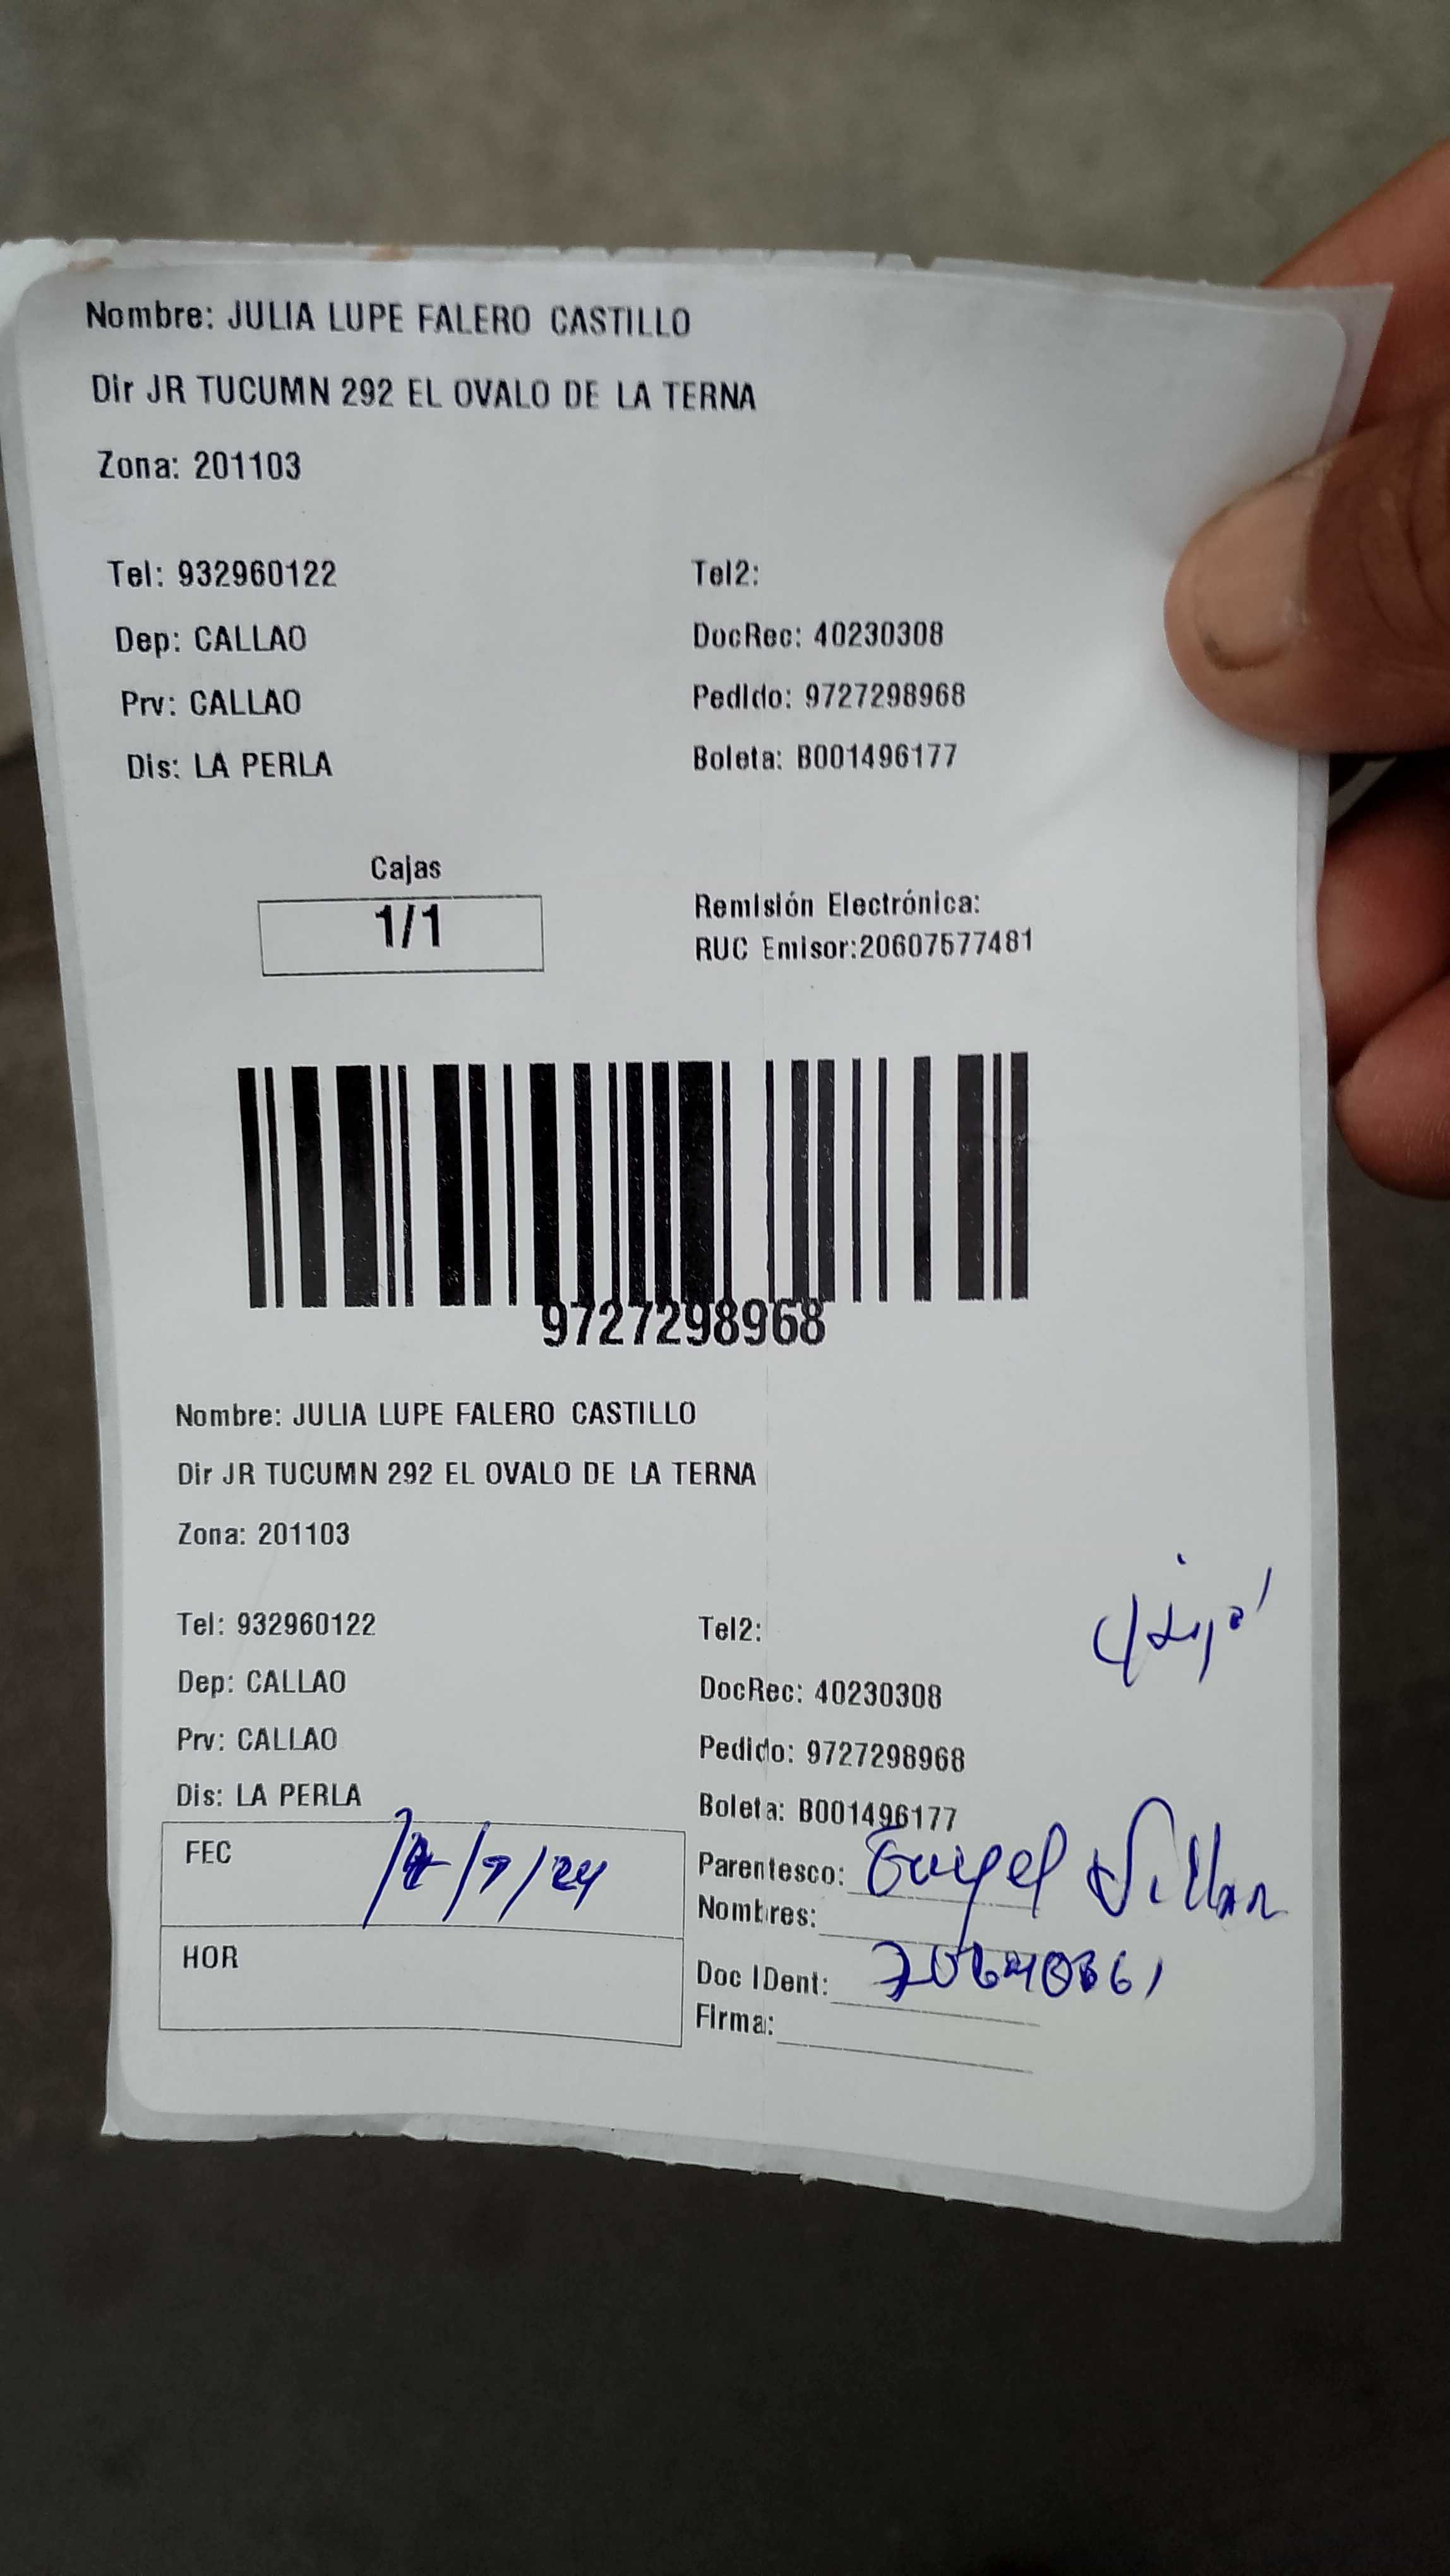 Nombre: JULIA LUPE FALERO CASTILLO
Dir JR TUCUMN 292 EL OVALO DE LA TERNA
Zona: 201103
Tel: 932960122 Tel2:
Dep: CALLAO DocRec: 40230308
Prv: CALLAO Pedido: 9727298968
Dis: LA PERLA Boleta: B001496177
Cajas
1/1
Remisión Electrónica:
RUC Emisor:20607577481
9727298968
Nombre: JULIA LUPE FALERO CASTILLO
Dir JR TUCUMN 292 EL OVALO DE LA TERNA
Zona: 201103
Tel: 932960122 Tel2:
Dep: CALLAO DocRec: 40230308
Prv: CALLAO Pedido: 9727298968
Dis: LA PERLA Boleta: B001496177
FEC
Parentesco:
Nombres:
HOR
Doc IDent:
Firma: